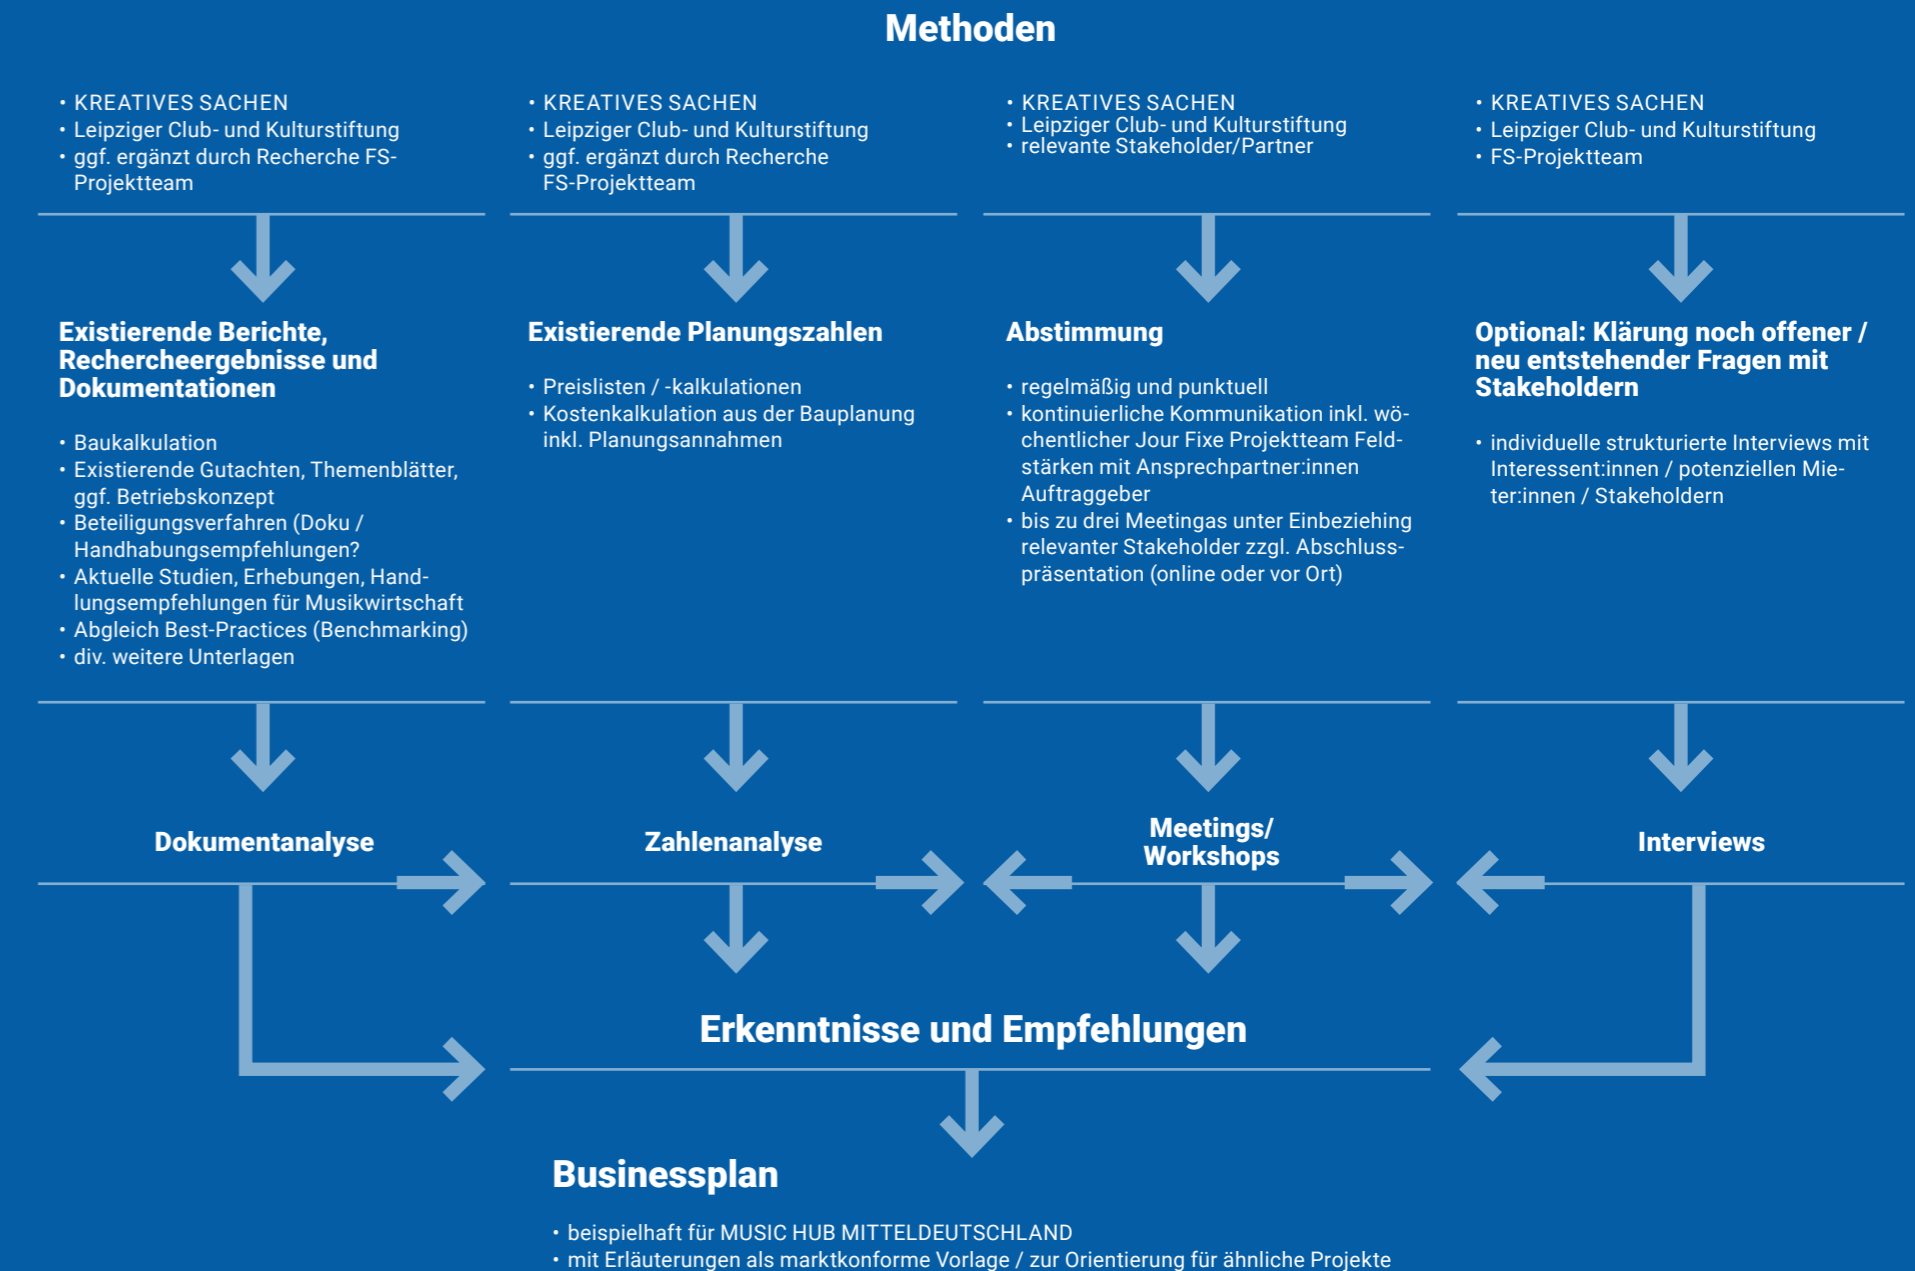 Methoden
• KREATIVES SACHEN
• Leipziger Club- und Kulturstiftung
• ggf. ergänzt durch Recherche FS-
Projektteam
• KREATIVES SACHEN
• Leipziger Club- und Kulturstiftung
• ggf. ergänzt durch Recherche
FS-Projektteam
• KREATIVES SACHEN
• Leipziger Club- und Kulturstiftung
• relevante Stakeholder/Partner
• KREATIVES SACHEN
• Leipziger Club- und Kulturstiftung
• FS-Projektteam
Existierende Berichte,
Rechercheergebnisse und
Dokumentationen
• Baukalkulation
• Existierende Gutachten, Themenblätter,
ggf. Betriebskonzept
• Beteiligungsverfahren (Doku /
Handhabungsempfehlungen?
• Aktuelle Studien, Erhebungen, Hand-
lungsempfehlungen für Musikwirtschaft
• Abgleich Best-Practices (Benchmarking)
• div. weitere Unterlagen
Existierende Planungszahlen
• Preislisten / -kalkulationen
• Kostenkalkulation aus der Bauplanung
inkl. Planungsannahmen
Abstimmung
• regelmäßig und punktuell
• kontinuierliche Kommunikation inkl. wö-
chentlicher Jour Fixe Projektteam Feld-
stärken mit Ansprechpartner:innen
Auftraggeber
• bis zu drei Meetingas unter Einbeziehung
relevanter Stakeholder zzgl. Abschluss-
präsentation (online oder vor Ort)
Optional: Klärung noch offener /
neu entstehender Fragen mit
Stakeholdern
• individuelle strukturierte Interviews mit
Interessent:innen / potenziellen Mie-
ter:innen / Stakeholdern
Dokumentanalyse
Zahlenanalyse
Meetings/
Workshops
Interviews
Erkenntnisse und Empfehlungen
Businessplan
• beispielhaft für MUSIC HUB MITTELDEUTSCHLAND
• mit Erläuterungen als marktkonforme Vorlage / zur Orientierung für ähnliche Projekte